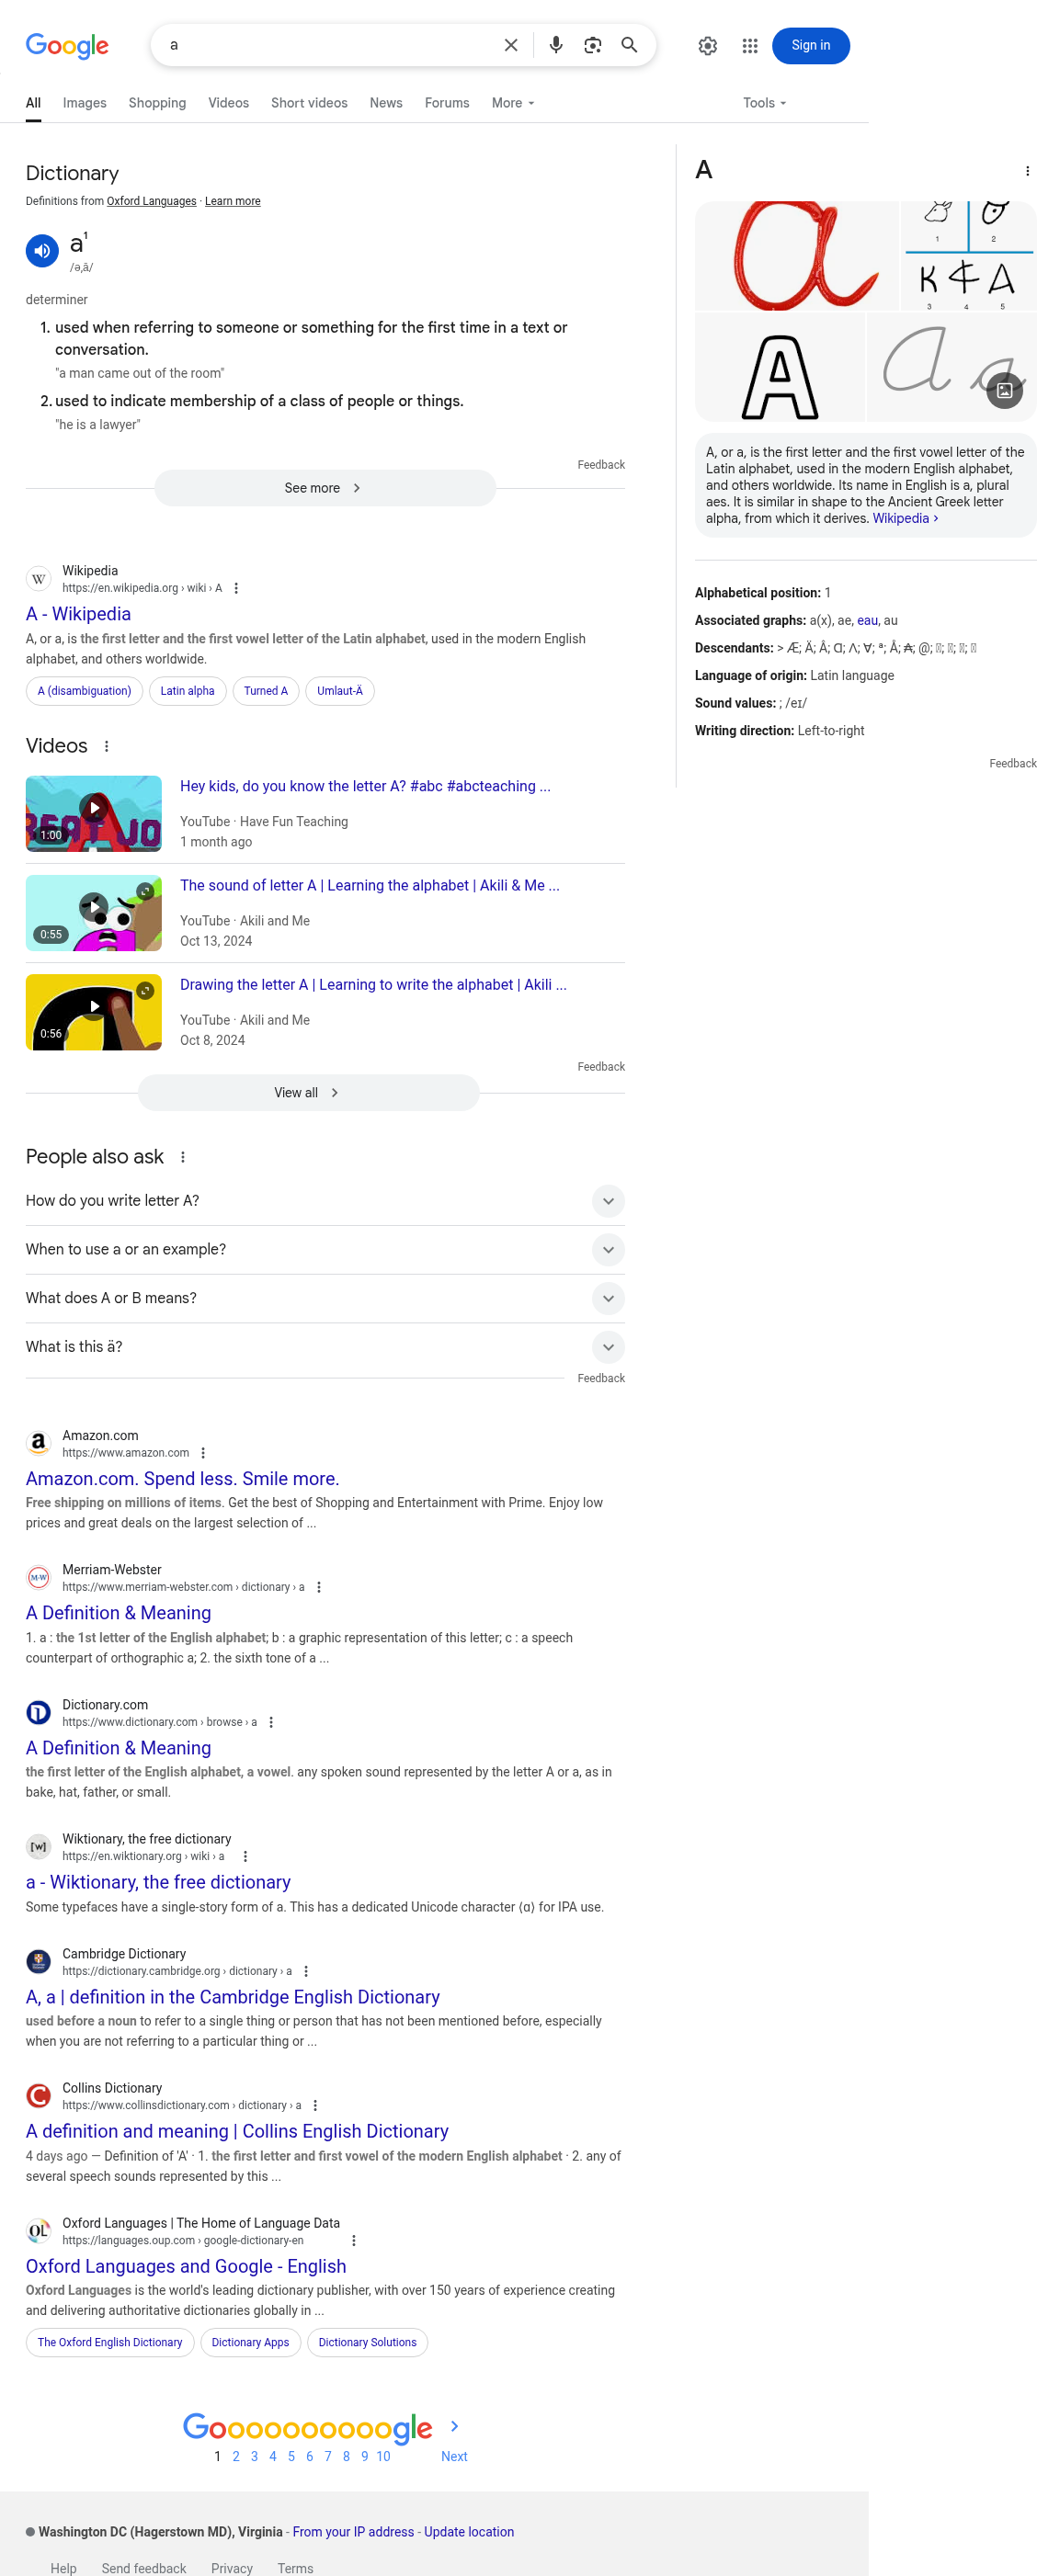 Google
a
Sign in
All Images Shopping Videos Short videos News Forums More
Tools
Dictionary
Definitions from Oxford Languages · Learn more
a¹
/ə,ā/
determiner
1. used when referring to someone or something for the first time in a text or
conversation.
"a man came out of the room"
2. used to indicate membership of a class of people or things.
"he is a lawyer"
Feedback
See more
Wikipedia
https://en.wikipedia.org › wiki › A
A - Wikipedia
A, or a, is the first letter and the first vowel letter of the Latin alphabet, used in the modern English
alphabet, and others worldwide.
A (disambiguation) Latin alpha Turned A Umlaut-Ä
Videos
Hey kids, do you know the letter A? #abc #abcteaching ...
YouTube · Have Fun Teaching
1 month ago
1:00
The sound of letter A | Learning the alphabet | Akili & Me ...
YouTube · Akili and Me
Oct 13, 2024
0:55
Drawing the letter A | Learning to write the alphabet | Akili ...
YouTube · Akili and Me
Oct 8, 2024
0:56
Feedback
View all
People also ask
How do you write letter A?
When to use a or an example?
What does A or B means?
What is this ä?
Feedback
Amazon.com
https://www.amazon.com
Amazon.com. Spend less. Smile more.
Free shipping on millions of items. Get the best of Shopping and Entertainment with Prime. Enjoy low
prices and great deals on the largest selection of ...
Merriam-Webster
https://www.merriam-webster.com › dictionary › a
A Definition & Meaning
1. a : the 1st letter of the English alphabet; b : a graphic representation of this letter; c : a speech
counterpart of orthographic a; 2. the sixth tone of a ...
Dictionary.com
https://www.dictionary.com › browse › a
A Definition & Meaning
the first letter of the English alphabet, a vowel. any spoken sound represented by the letter A or a, as in
bake, hat, father, or small.
Wiktionary, the free dictionary
https://en.wiktionary.org › wiki › a
a - Wiktionary, the free dictionary
Some typefaces have a single-story form of a. This has a dedicated Unicode character ⟨ɑ⟩ for IPA use.
Cambridge Dictionary
https://dictionary.cambridge.org › dictionary › a
A, a | definition in the Cambridge English Dictionary
used before a noun to refer to a single thing or person that has not been mentioned before, especially
when you are not referring to a particular thing or ...
Collins Dictionary
https://www.collinsdictionary.com › dictionary › a
A definition and meaning | Collins English Dictionary
4 days ago — Definition of 'A' · 1. the first letter and first vowel of the modern English alphabet · 2. any of
several speech sounds represented by this ...
Oxford Languages | The Home of Language Data
https://languages.oup.com › google-dictionary-en
Oxford Languages and Google - English
Oxford Languages is the world's leading dictionary publisher, with over 150 years of experience creating
and delivering authoritative dictionaries globally in ...
The Oxford English Dictionary Dictionary Apps Dictionary Solutions
A
a
1 2
3 4 5
A
A a
A, or a, is the first letter and the first vowel letter of the
Latin alphabet, used in the modern English alphabet,
and others worldwide. Its name in English is a, plural
aes. It is similar in shape to the Ancient Greek letter
alpha, from which it derives. Wikipedia ›
Alphabetical position: 1
Associated graphs: a(x), ae, eau, au
Descendants: > Æ; Ä; Â; Ɑ; Λ; Ɐ; ª; Å; ₳; @;
Language of origin: Latin language
Sound values: ; /eɪ/
Writing direction: Left-to-right
Feedback
Goooooooooogle
1 2 3 4 5 6 7 8 9 10 Next
Washington DC (Hagerstown MD), Virginia - From your IP address - Update location
Help Send feedback Privacy Terms